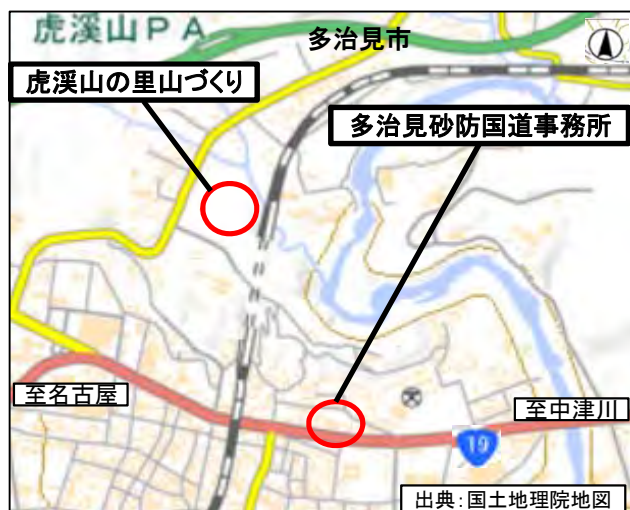 虎渓山PA
多治見市
虎渓山の里山づくり
多治見砂防国道事務所
至名古屋
至中津川
19
出典:国土地理院地図